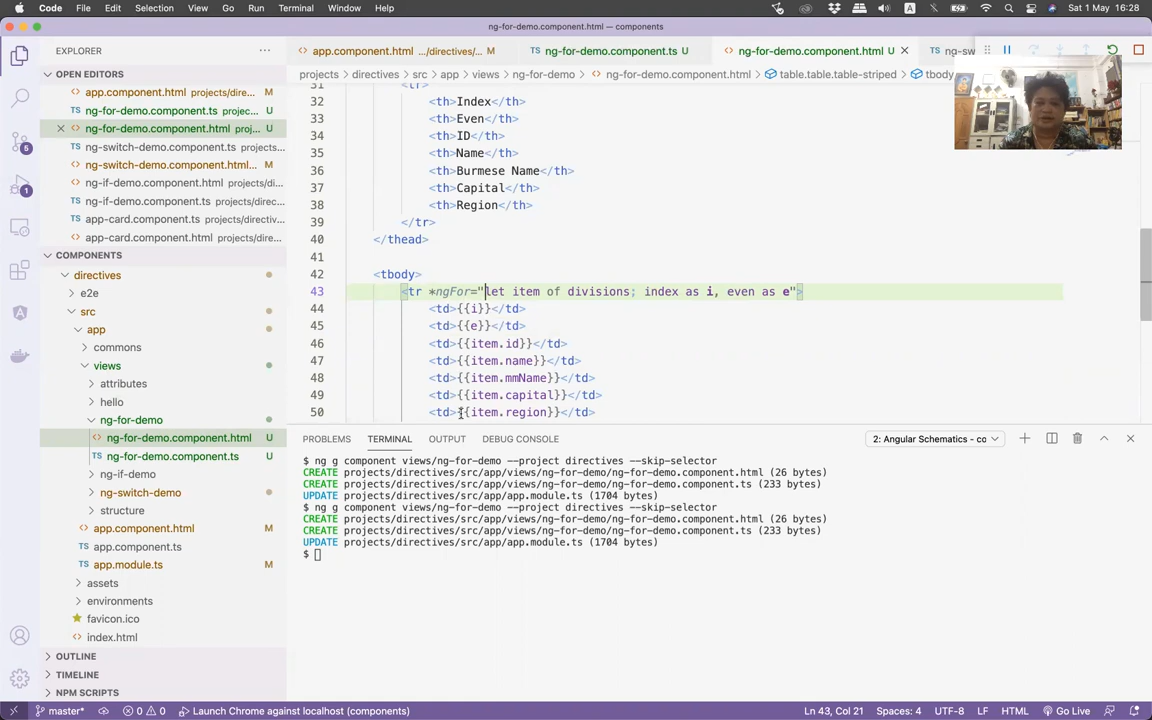 Code File Edit Selection View Go Run Terminal Window Help
A
Sat 1 May 16:28
ng-for-demo.component.html — components
EXPLORER
OPEN EDITORS
app.component.html projects/dire... M
ng-for-demo.component.ts projec... U
ng-for-demo.component.html proj... U
ng-switch-demo.component.ts projects...
ng-switch-demo.component.html... M
ng-if-demo.component.html projects/di...
ng-if-demo.component.ts projects/dire...
app-card.component.ts projects/directiv...
app-card.component.html projects/dire...
COMPONENTS
directives
e2e
src
app
commons
views
attributes
hello
ng-for-demo
ng-for-demo.component.html U
ng-for-demo.component.ts U
ng-if-demo
ng-switch-demo
structure
app.component.html M
app.component.ts
app.module.ts M
assets
environments
favicon.ico
index.html
OUTLINE
TIMELINE
NPM SCRIPTS
5
1
app.component.html .../directives/... M
ng-for-demo.component.ts U
ng-for-demo.component.html U
ng-sw
projects > directives > src > app > views > ng-for-demo > ng-for-demo.component.html > table.table.table-striped > tbody
31 <tr>
32 <th>Index</th>
33 <th>Even</th>
34 <th>ID</th>
35 <th>Name</th>
36 <th>Burmese Name</th>
37 <th>Capital</th>
38 <th>Region</th>
39 </tr>
40 </thead>
41
42 <tbody>
43 <tr *ngFor="let item of divisions; index as i, even as e">
44 <td>{{i}}</td>
45 <td>{{e}}</td>
46 <td>{{item.id}}</td>
47 <td>{{item.name}}</td>
48 <td>{{item.mmName}}</td>
49 <td>{{item.capital}}</td>
50 <td>{{item.region}}</td>
PROBLEMS TERMINAL OUTPUT DEBUG CONSOLE
2: Angular Schematics - co
$ ng g component views/ng-for-demo --project directives --skip-selector
CREATE projects/directives/src/app/views/ng-for-demo/ng-for-demo.component.html (26 bytes)
CREATE projects/directives/src/app/views/ng-for-demo/ng-for-demo.component.ts (233 bytes)
UPDATE projects/directives/src/app/app.module.ts (1704 bytes)
$ ng g component views/ng-for-demo --project directives --skip-selector
CREATE projects/directives/src/app/views/ng-for-demo/ng-for-demo.component.html (26 bytes)
CREATE projects/directives/src/app/views/ng-for-demo/ng-for-demo.component.ts (233 bytes)
UPDATE projects/directives/src/app/app.module.ts (1704 bytes)
$
master* 0 0 Launch Chrome against localhost (components)
Ln 43, Col 21 Spaces: 4 UTF-8 LF HTML Go Live